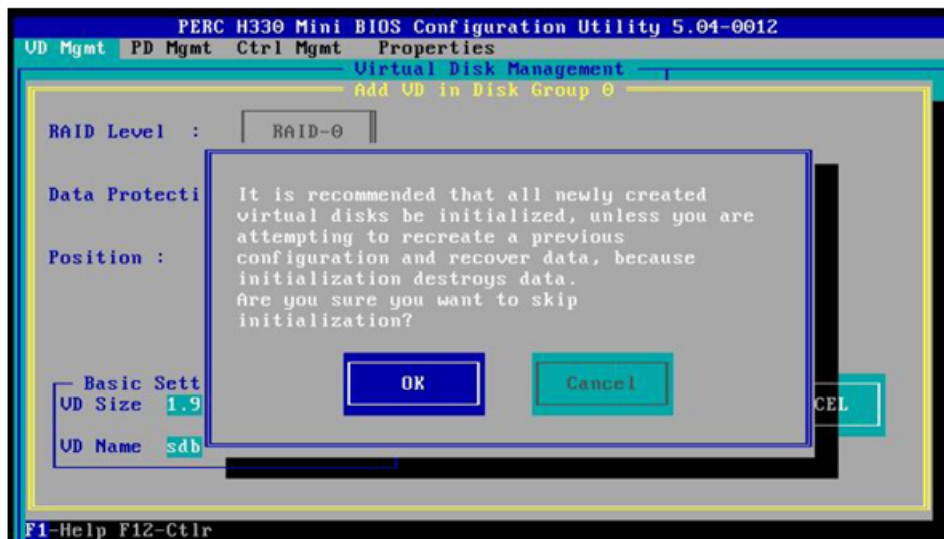 PERC H330 Mini BIOS Configuration Utility 5.04-0012
VD Mgmt PD Mgmt Ctrl Mgmt Properties
Virtual Disk Management
Add VD in Disk Group 0
RAID Level : RAID-0
Data Protecti
Position :
It is recommended that all newly created
virtual disks be initialized, unless you are
attempting to recreate a previous
configuration and recover data, because
initialization destroys data.
Are you sure you want to skip
initialization?
OK Cancel
Basic Sett
VD Size 1.9
CEL
VD Name sdb
F1-Help F12-Ctlr